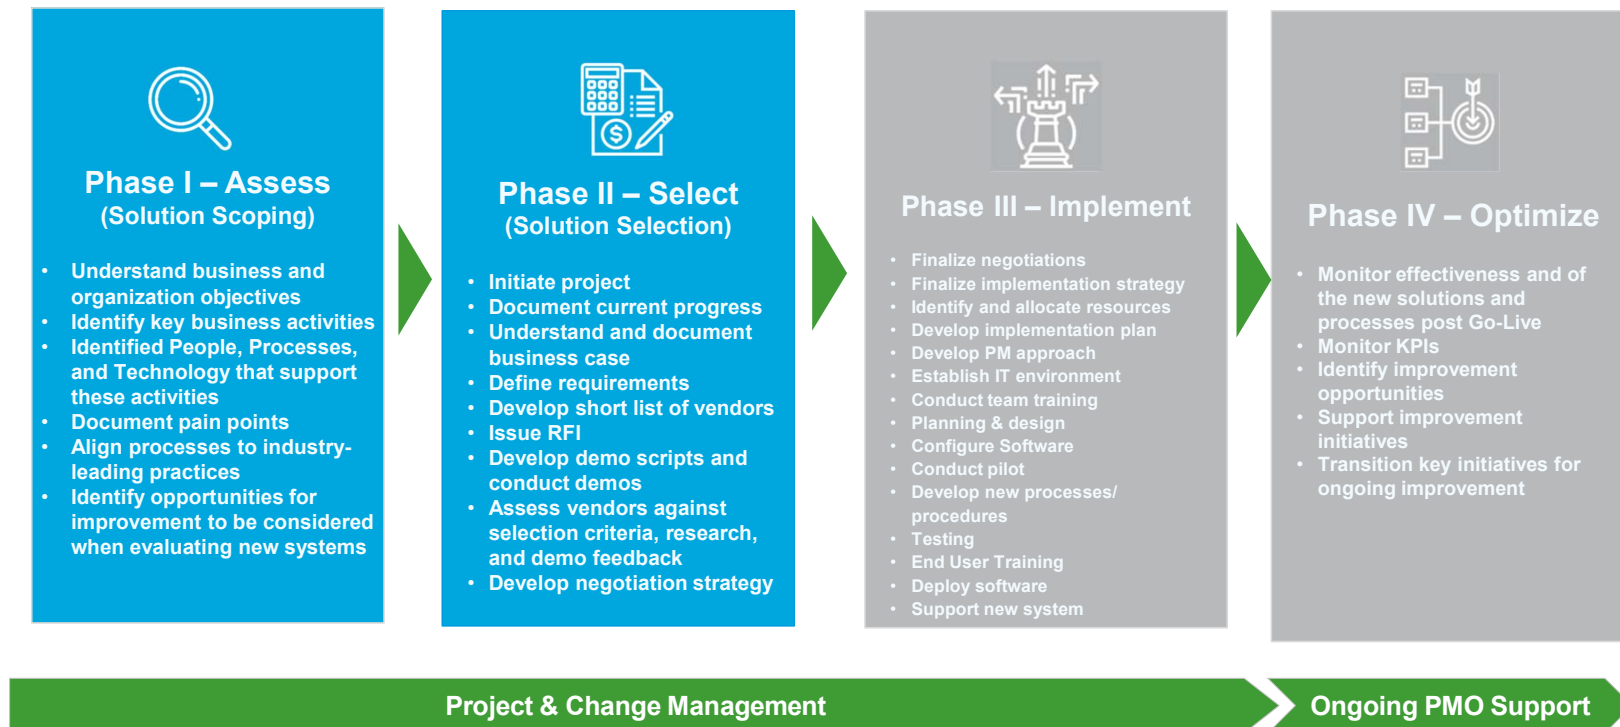 Phase I – Assess
(Solution Scoping)
• Understand business and
organization objectives
• Identify key business activities
• Identified People, Processes,
and Technology that support
these activities
• Document pain points
• Align processes to industry-
leading practices
• Identify opportunities for
improvement to be considered
when evaluating new systems
Phase II – Select
(Solution Selection)
• Initiate project
• Document current progress
• Understand and document
business case
• Define requirements
• Develop short list of vendors
• Issue RFI
• Develop demo scripts and
conduct demos
• Assess vendors against
selection criteria, research,
and demo feedback
• Develop negotiation strategy
Phase III – Implement
• Finalize negotiations
• Finalize implementation strategy
• Identify and allocate resources
• Develop implementation plan
• Develop PM approach
• Establish IT environment
• Conduct team training
• Planning & design
• Configure Software
• Conduct pilot
• Develop new processes/
procedures
• Testing
• End User Training
• Deploy software
• Support new system
Phase IV – Optimize
• Monitor effectiveness and of
the new solutions and
processes post Go-Live
• Monitor KPIs
• Identify improvement
opportunities
• Support improvement
initiatives
• Transition key initiatives for
ongoing improvement
Project & Change Management
Ongoing PMO Support